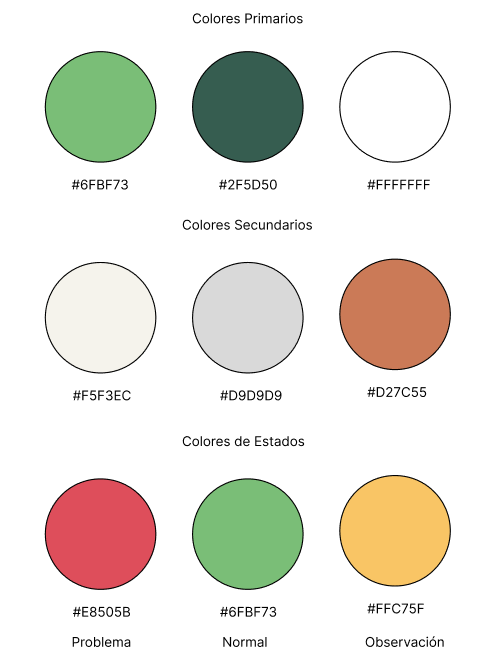 Colores Primarios
#6FBF73 #2F5D50 #FFFFFFF
Colores Secundarios
#F5F3EC #D9D9D9 #D27C55
Colores de Estados
#E8505B #6FBF73 #FFC75F
Problema Normal Observación